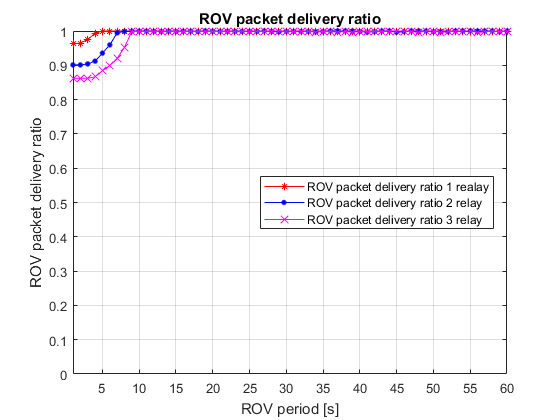 ROV packet delivery ratio
ROV packet delivery ratio
1
0.9
0.8
0.7
0.6
0.5
0.4
0.3
0.2
0.1
0
ROV packet delivery ratio 1 realay
ROV packet delivery ratio 2 relay
ROV packet delivery ratio 3 relay
5 10 15 20 25 30 35 40 45 50 55 60
ROV period [s]